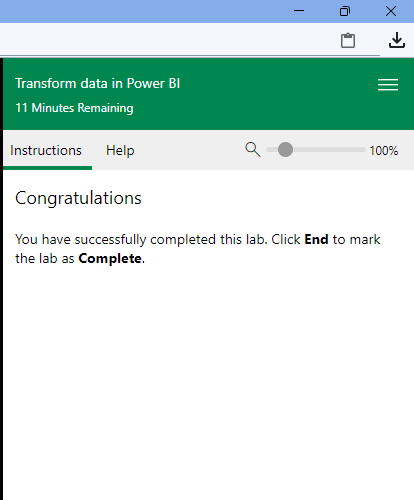 Transform data in Power BI
11 Minutes Remaining
Instructions Help 100%
Congratulations
You have successfully completed this lab. Click End to mark
the lab as Complete.